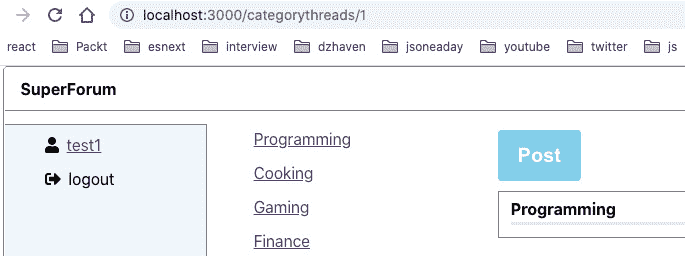 localhost:3000/categorythreads/1
react Packt esnext interview dzhaven jsoneaday youtube twitter js
SuperForum
test1
logout
Programming
Cooking
Gaming
Finance
Post
Programming